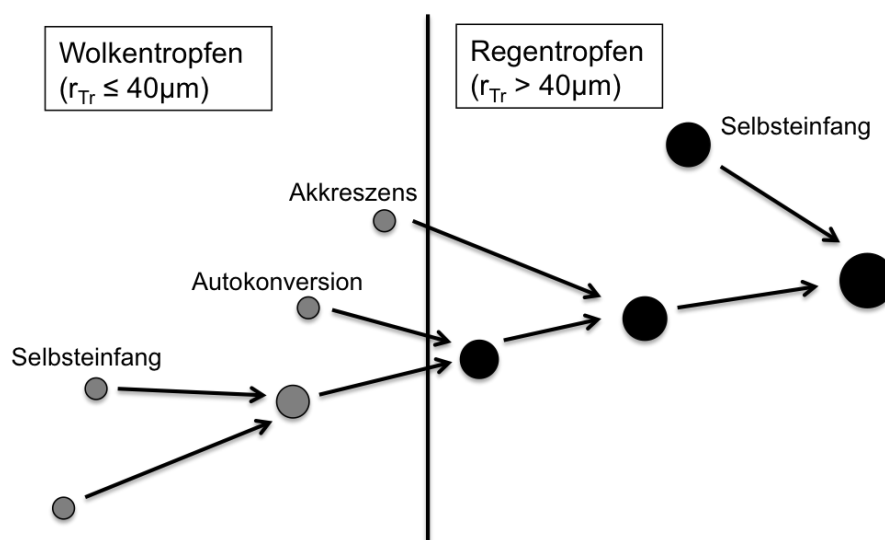 Wolkentropfen
(rTr ≤ 40µm)
Regentropfen
(rTr > 40µm)
Selbsteinfang
Akkreszens
Autokonversion
Selbsteinfang